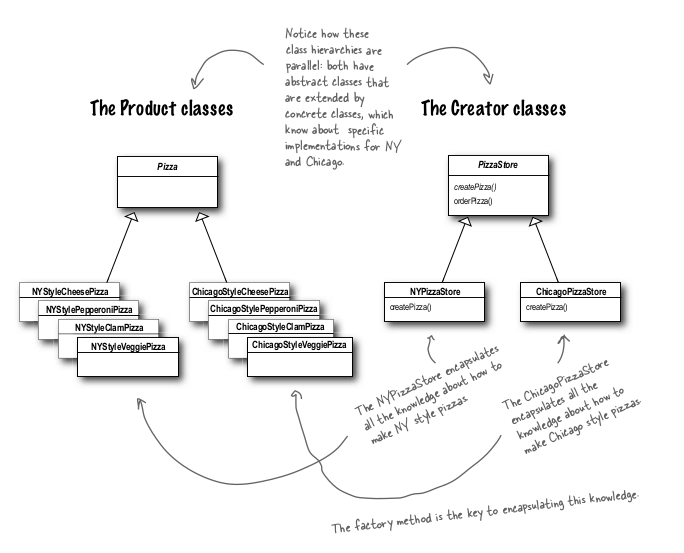 Notice how these
class hierarchies are
parallel: both have
abstract classes that
are extended by
concrete classes, which
know about specific
implementations for NY
and Chicago.
The Product classes
The Creator classes
Pizza
PizzaStore
createPizza()
orderPizza()
NYStyleCheesePizza
NYStylePepperoniPizza
NYStyleClamPizza
NYStyleVeggiePizza
ChicagoStyleCheesePizza
ChicagoStylePepperoniPizza
ChicagoStyleClamPizza
ChicagoStyleVeggiePizza
NYPizzaStore
createPizza()
ChicagoPizzaStore
createPizza()
The NYPizzaStore encapsulates
all the knowledge about how to
make NY style pizzas
The ChicagoPizzaStore
encapsulates all the
knowledge about how to
make Chicago style pizzas
The factory method is the key to encapsulating this knowledge.